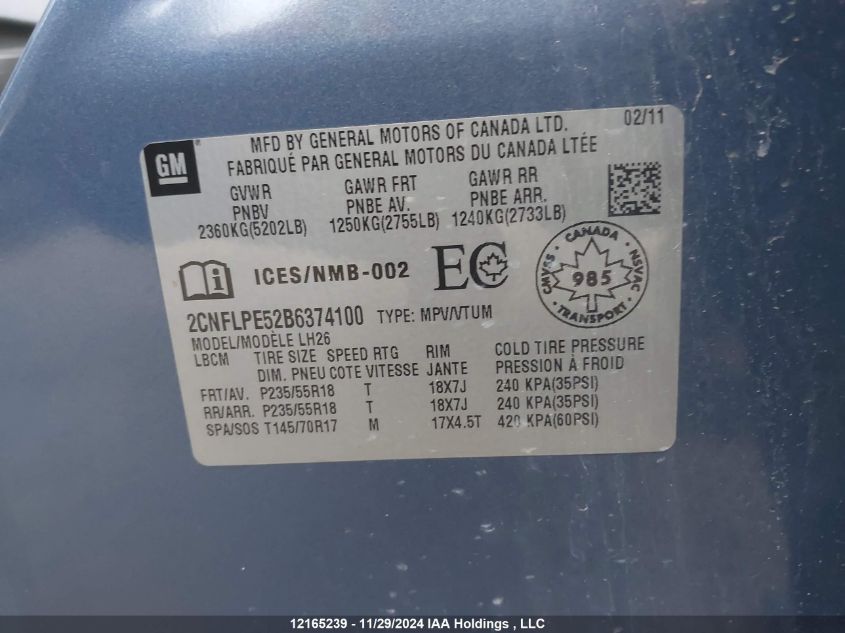 GM
MFD BY GENERAL MOTORS OF CANADA LTD. 02/11
FABRIQUÉ PAR GENERAL MOTORS DU CANADA LTÉE
GVWR GAWR FRT GAWR RR
PNBV PNBE AV. PNBE ARR.
2360KG(5202LB) 1250KG(2755LB) 1240KG(2733LB)
ICES/NMB-002 EC
CANADA
CMVSS 985 NSVAC
TRANSPORT
2CNFLPE52B6374100 TYPE: MPV/VTUM
MODEL/MODÈLE LH26
LBCM TIRE SIZE SPEED RTG RIM COLD TIRE PRESSURE
DIM. PNEU COTE VITESSE JANTE PRESSION À FROID
FRT/AV. P235/55R18 T 18X7J 240 KPA(35PSI)
RR/ARR. P235/55R18 T 18X7J 240 KPA(35PSI)
SPA/SOS T145/70R17 M 17X4.5T 420 KPA(60PSI)
12165239 - 11/29/2024 IAA Holdings , LLC